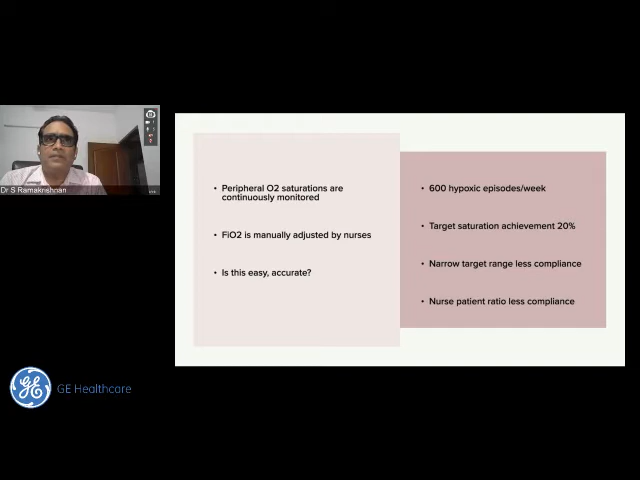 Dr S Ramakrishnan
• Peripheral O2 saturations are
continuously monitored
• FiO2 is manually adjusted by nurses
• Is this easy, accurate?
• 600 hypoxic episodes/week
• Target saturation achievement 20%
• Narrow target range less compliance
• Nurse patient ratio less compliance
GE
GE Healthcare